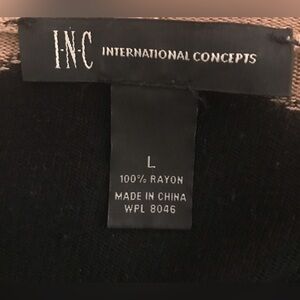 I·N·C INTERNATIONAL CONCEPTS
L
100% RAYON
MADE IN CHINA
WPL 8046